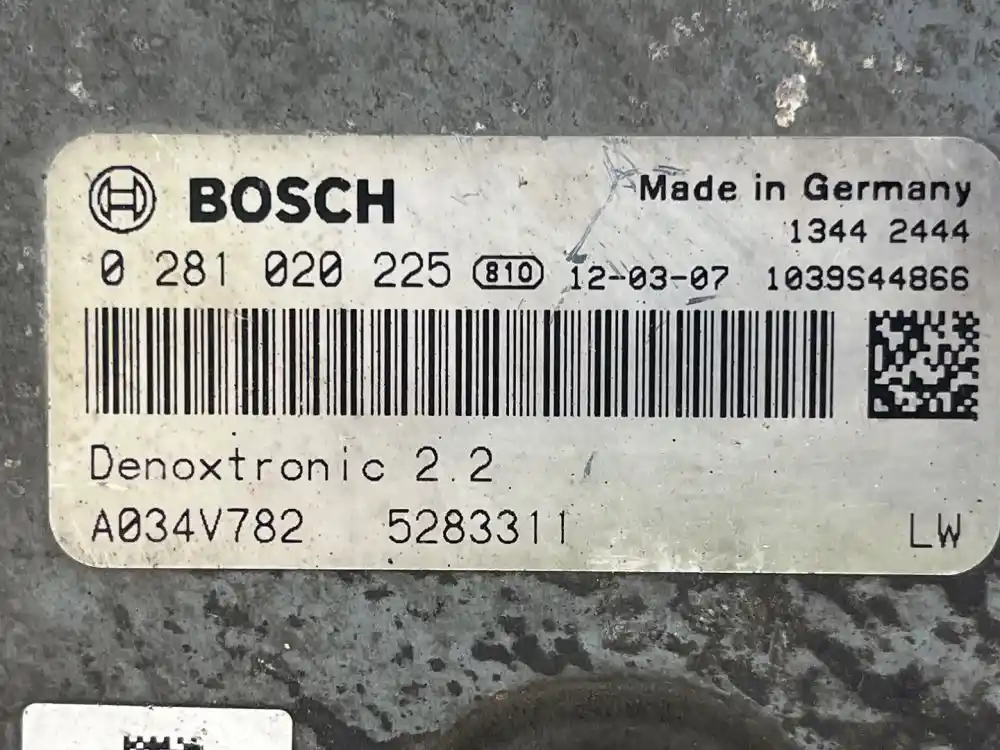 BOSCH
Made in Germany
1344 2444
0 281 020 225 810 12-03-07 1039S44866
Denoxtronic 2.2
A034V782 5283311
LW